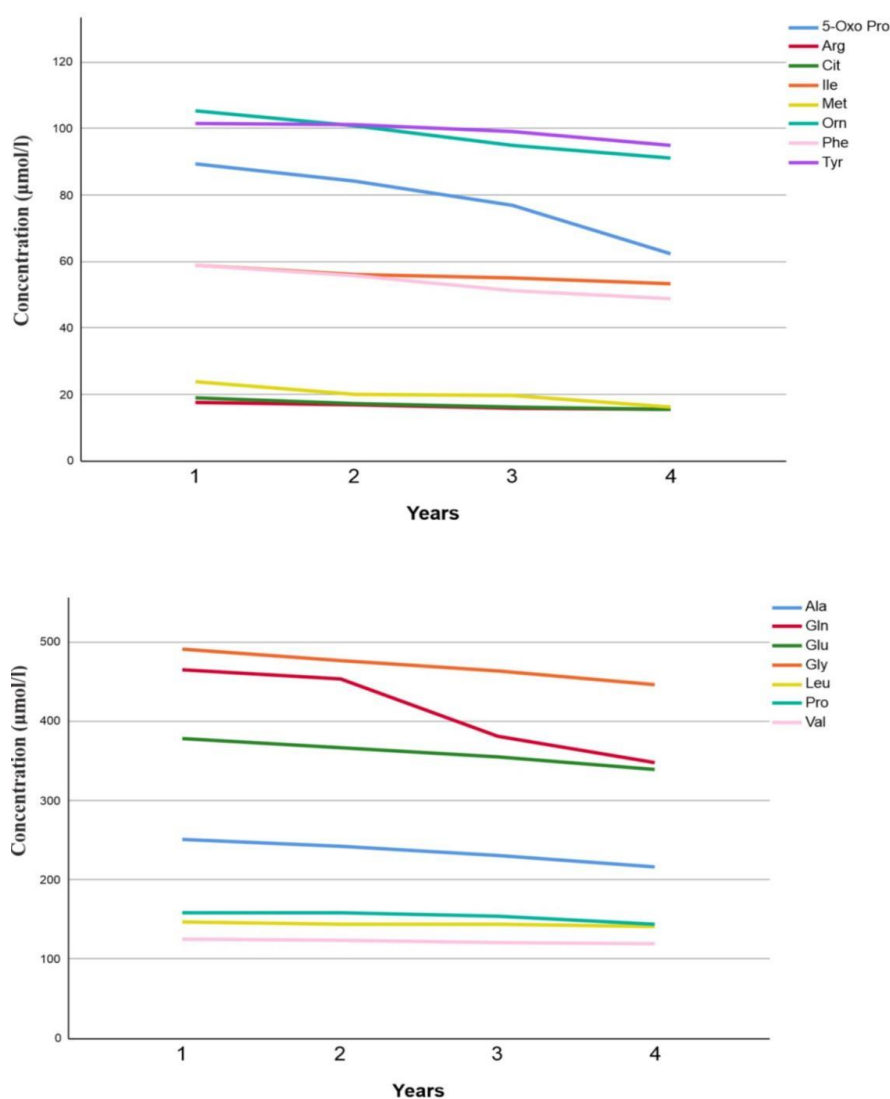 5-Oxo Pro
Arg
Cit
Ile
Met
Orn
Phe
Tyr
Concentration (µmol/l)
120
100
80
60
40
20
0
1 2 3 4
Years
Ala
Gln
Glu
Gly
Leu
Pro
Val
Concentration (µmol/l)
500
400
300
200
100
0
1 2 3 4
Years